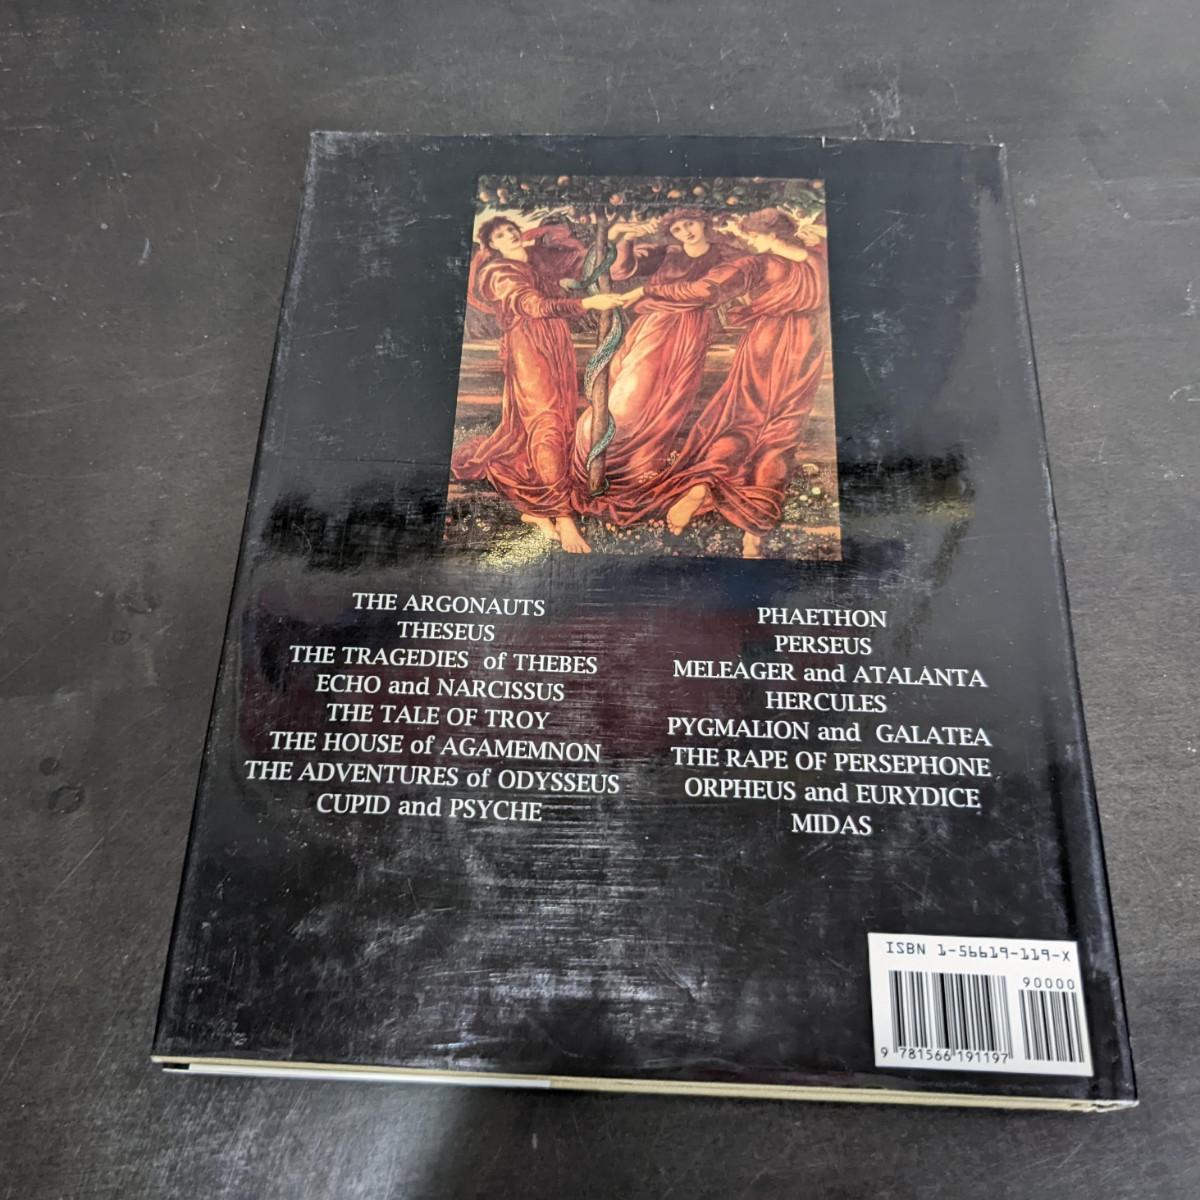 THE ARGONAUTS
THESEUS
THE TRAGEDIES of THEBES
ECHO and NARCISSUS
THE TALE OF TROY
THE HOUSE of AGAMEMNON
THE ADVENTURES of ODYSSEUS
CUPID and PSYCHE
PHAETHON
PERSEUS
MELEAGER and ATALANTA
HERCULES
PYGMALION and GALATEA
THE RAPE OF PERSEPHONE
ORPHEUS and EURYDICE
MIDAS
ISBN 1-56619-119-X
90000
9 781566 191197